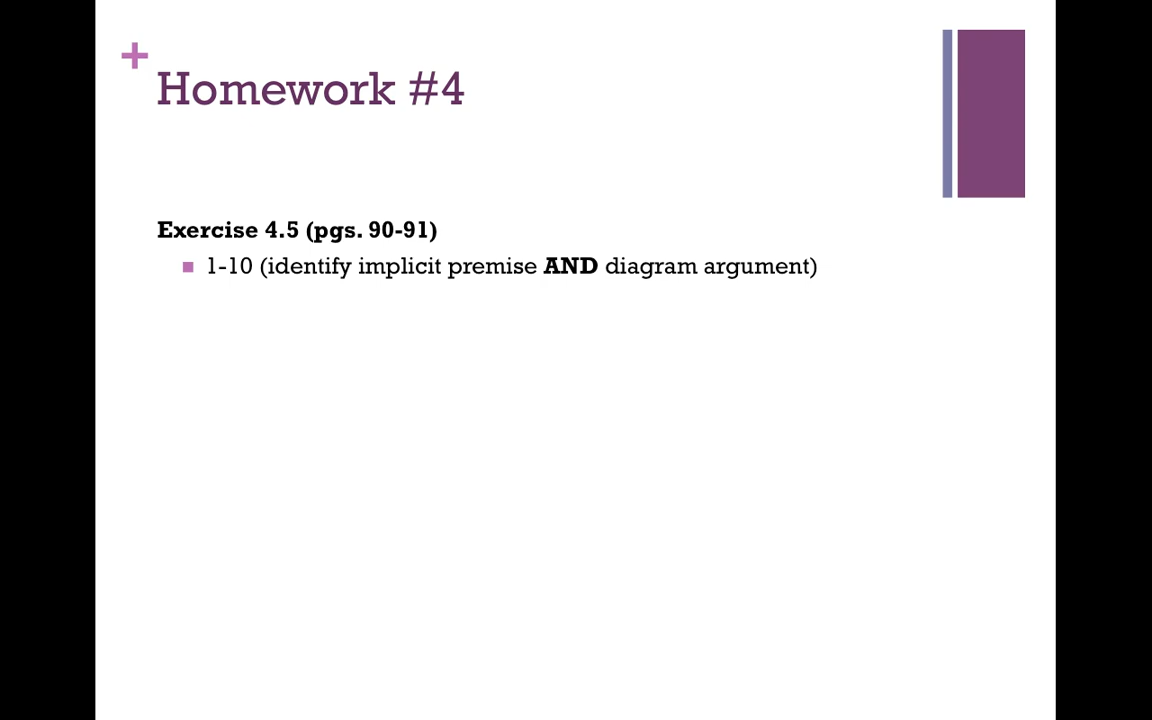 +
Homework #4
Exercise 4.5 (pgs. 90-91)
1-10 (identify implicit premise AND diagram argument)